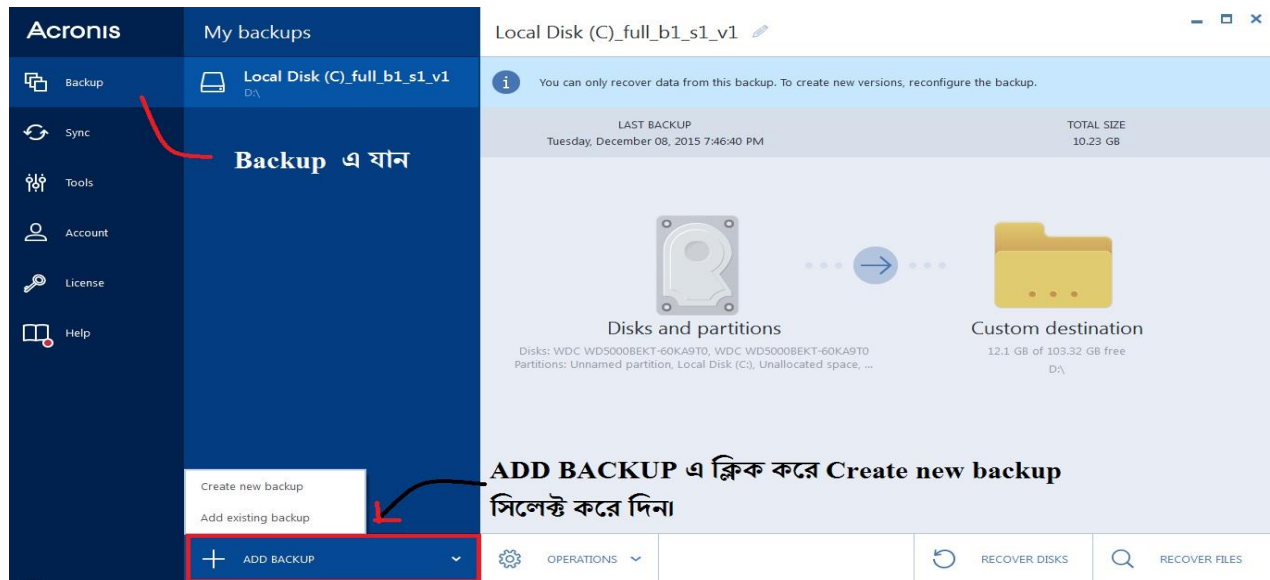 Acronis
Backup
Sync
Tools
Account
License
Help
My backups
Local Disk (C)_full_b1_s1_v1
D:\
Backup এ যান
Create new backup
Add existing backup
ADD BACKUP
Local Disk (C)_full_b1_s1_v1
You can only recover data from this backup. To create new versions, reconfigure the backup.
LAST BACKUP
Tuesday, December 08, 2015 7:46:40 PM
TOTAL SIZE
10.23 GB
Disks and partitions
Disks: WDC WD5000BEKT-60KA9T0, WDC WD5000BEKT-60KA9T0
Partitions: Unnamed partition, Local Disk (C:), Unallocated space, ...
Custom destination
12.1 GB of 103.32 GB free
D:\
ADD BACKUP এ ক্লিক করে Create new backup
সিলেক্ট করে দিন।
OPERATIONS
RECOVER DISKS
RECOVER FILES